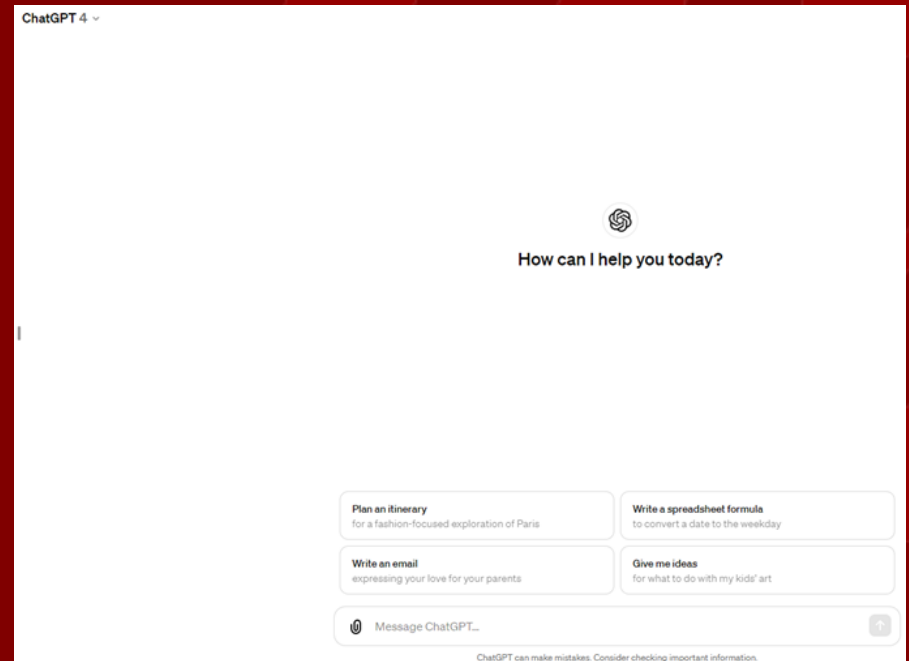 ChatGPT 4
How can I help you today?
Plan an itinerary
for a fashion-focused exploration of Paris
Write a spreadsheet formula
to convert a date to the weekday
Write an email
expressing your love for your parents
Give me ideas
for what to do with my kids' art
Message ChatGPT...
ChatGPT can make mistakes. Consider checking important information.